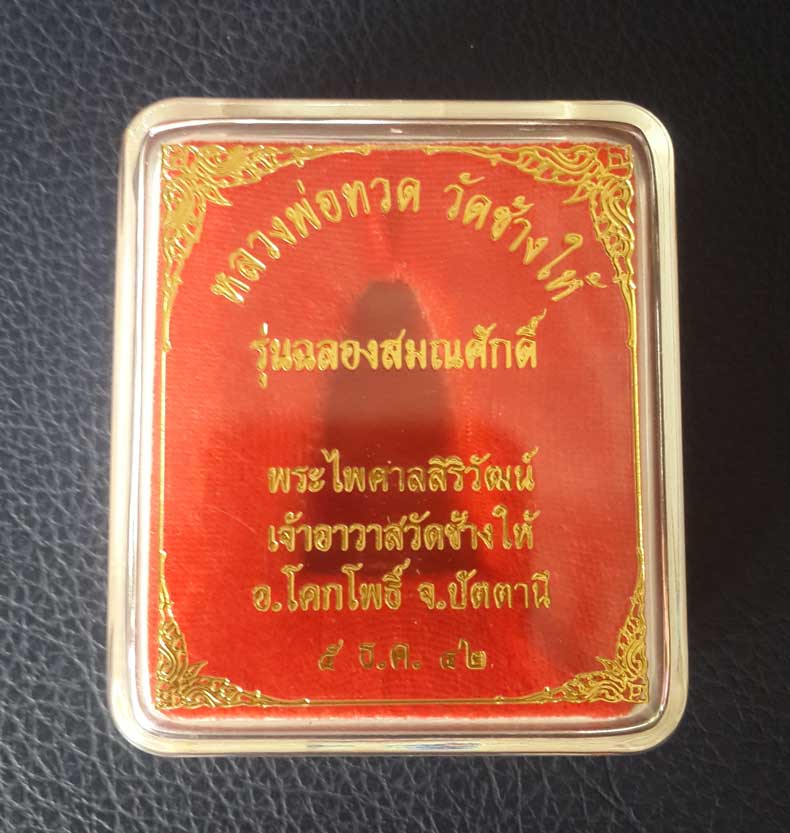 หลวงพ่อทวด วัดช้างให้
รุ่นฉลองสมณศักดิ์
พระไพศาลสิริวัฒน์
เจ้าอาวาสวัดช้างให้
อ.โคกโพธิ์ จ.ปัตตานี
๕ ธ.ค. ๔๒